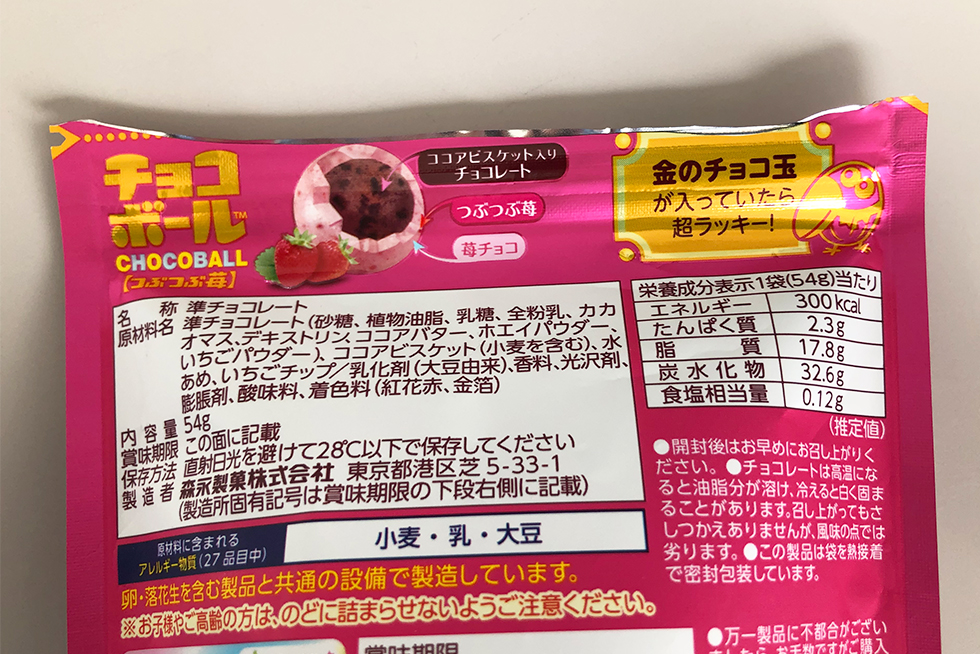 チョコ
ボール™
CHOCOBALL
【つぶつぶ苺】
ココアビスケット入り
チョコレート
つぶつぶ苺
苺チョコ
金のチョコ玉
が入っていたら
超ラッキー!
名称 準チョコレート
原材料名 準チョコレート(砂糖、植物油脂、乳糖、全粉乳、カカ
オマス、デキストリン、ココアバター、ホエイパウダー、
いちごパウダー)、ココアビスケット(小麦を含む)、水
あめ、いちごチップ/乳化剤(大豆由来)、香料、光沢剤、
膨脹剤、酸味料、着色料(紅花赤、金箔)
内容量 54g
賞味期限 この面に記載
保存方法 直射日光を避けて28℃以下で保存してください
製造者 森永製菓株式会社 東京都港区芝5-33-1
(製造所固有記号は賞味期限の下段右側に記載)
原材料に含まれる
アレルギー物質(27品目中)
小麦・乳・大豆
卵・落花生を含む製品と共通の設備で製造しています。
※お子様やご高齢の方は、のどに詰まらせないようご注意ください。
賞味期限
栄養成分表示1袋(54g)当たり
エネルギー 300kcal
たんぱく質 2.3g
脂質 17.8g
炭水化物 32.6g
食塩相当量 0.12g
(推定値)
●開封後はお早めにお召し上がりく
ださい。●チョコレートは高温にな
ると油脂分が溶け、冷えると白く固ま
ることがあります。召し上がってもさ
しつかえありませんが、風味の点では
劣ります。●この製品は袋を熱接着
で密封包装しています。
●万一製品に不都合がござい
ましたら、お手数ですがご購入